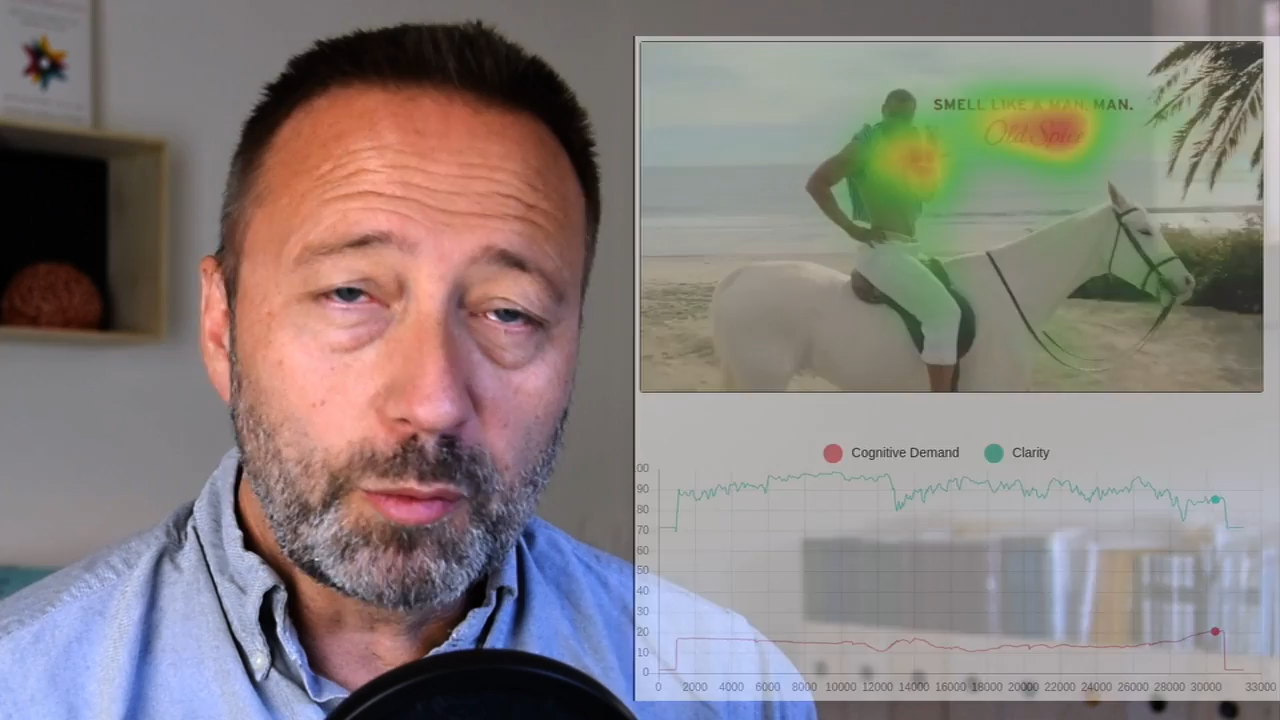 SMELL LIKE A MAN, MAN.
Old Spice
Cognitive Demand
Clarity
00
90
80
70
60
50
40
30
20
10
0
0 2000 4000 6000 8000 10000 12000 14000 16000 18000 20000 22000 24000 26000 28000 30000 33000